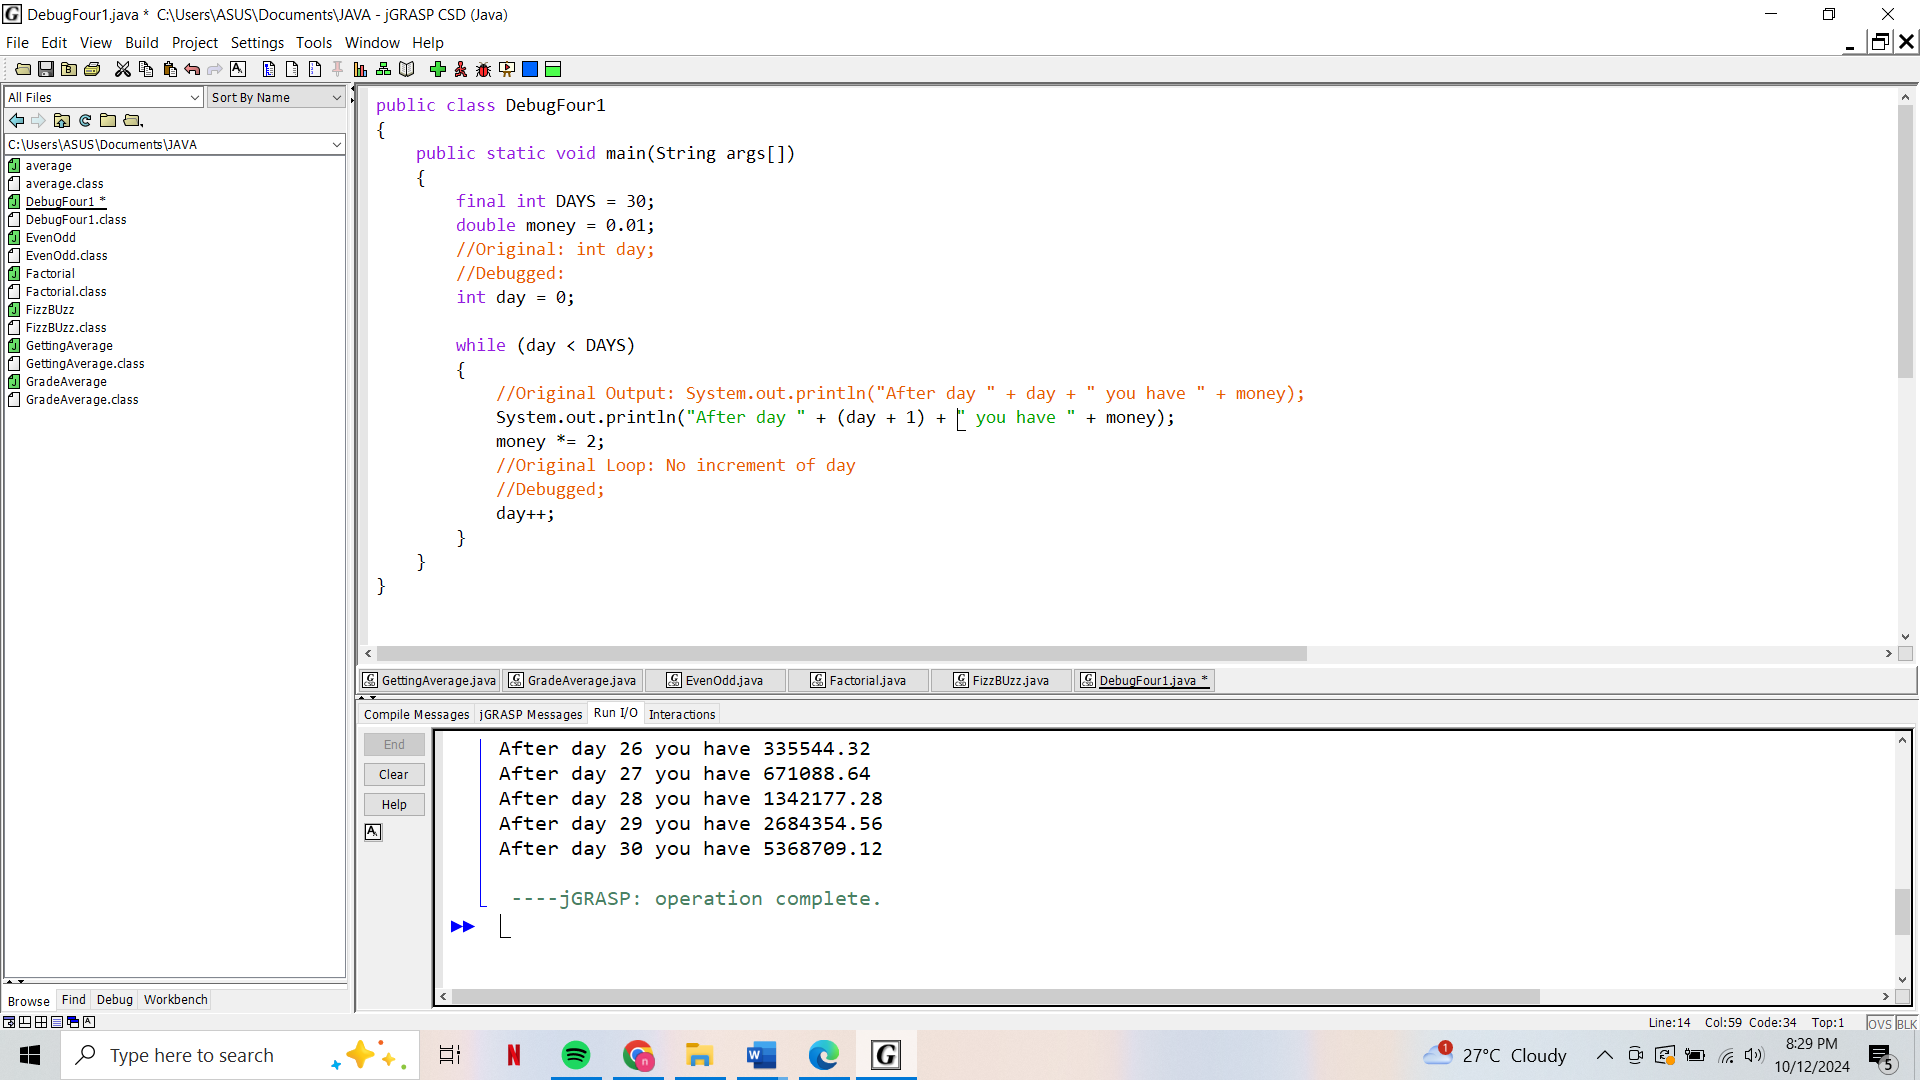 DebugFour1.java * C:\Users\ASUS\Documents\JAVA - jGRASP CSD (Java)
File Edit View Build Project Settings Tools Window Help
All Files
Sort By Name
C:\Users\ASUS\Documents\JAVA
average
average.class
DebugFour1 *
DebugFour1.class
EvenOdd
EvenOdd.class
Factorial
Factorial.class
FizzBUzz
FizzBUzz.class
GettingAverage
GettingAverage.class
GradeAverage
GradeAverage.class
Browse Find Debug Workbench
public class DebugFour1
{
public static void main(String args[])
{
final int DAYS = 30;
double money = 0.01;
//Original: int day;
//Debugged:
int day = 0;
while (day < DAYS)
{
//Original Output: System.out.println("After day " + day + " you have " + money);
System.out.println("After day " + (day + 1) + " you have " + money);
money *= 2;
//Original Loop: No increment of day
//Debugged;
day++;
}
}
}
GettingAverage.java GradeAverage.java EvenOdd.java Factorial.java FizzBUzz.java DebugFour1.java *
Compile Messages jGRASP Messages Run I/O Interactions
End
Clear
Help
After day 26 you have 335544.32
After day 27 you have 671088.64
After day 28 you have 1342177.28
After day 29 you have 2684354.56
After day 30 you have 5368709.12
----jGRASP: operation complete.
Line:14 Col:59 Code:34 Top:1 OVS BLK
Type here to search
27°C Cloudy
8:29 PM
10/12/2024
5